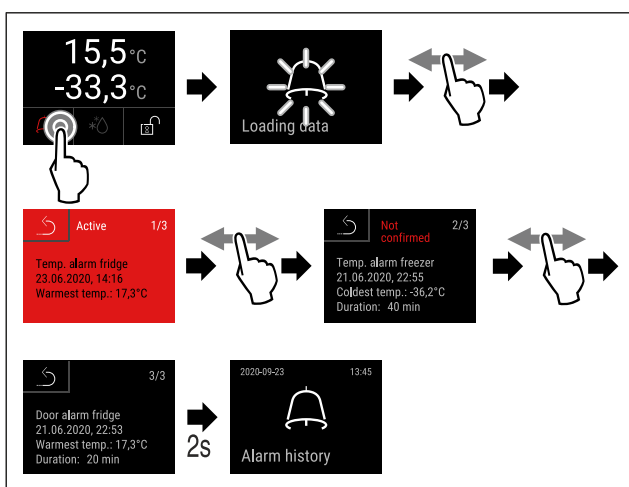 15,5°C
-33,3°C
Loading data
Active 1/3
Temp. alarm fridge
23.06.2020, 14:16
Warmest temp.: 17,3°C
Not 2/3
confirmed
Temp. alarm freezer
21.06.2020, 22:55
Coldest temp.: -36,2°C
Duration: 40 min
3/3
Door alarm fridge
21.06.2020, 22:53
Warmest temp.: 17,3°C
Duration: 20 min
2s
2020-09-23 13:45
Alarm history